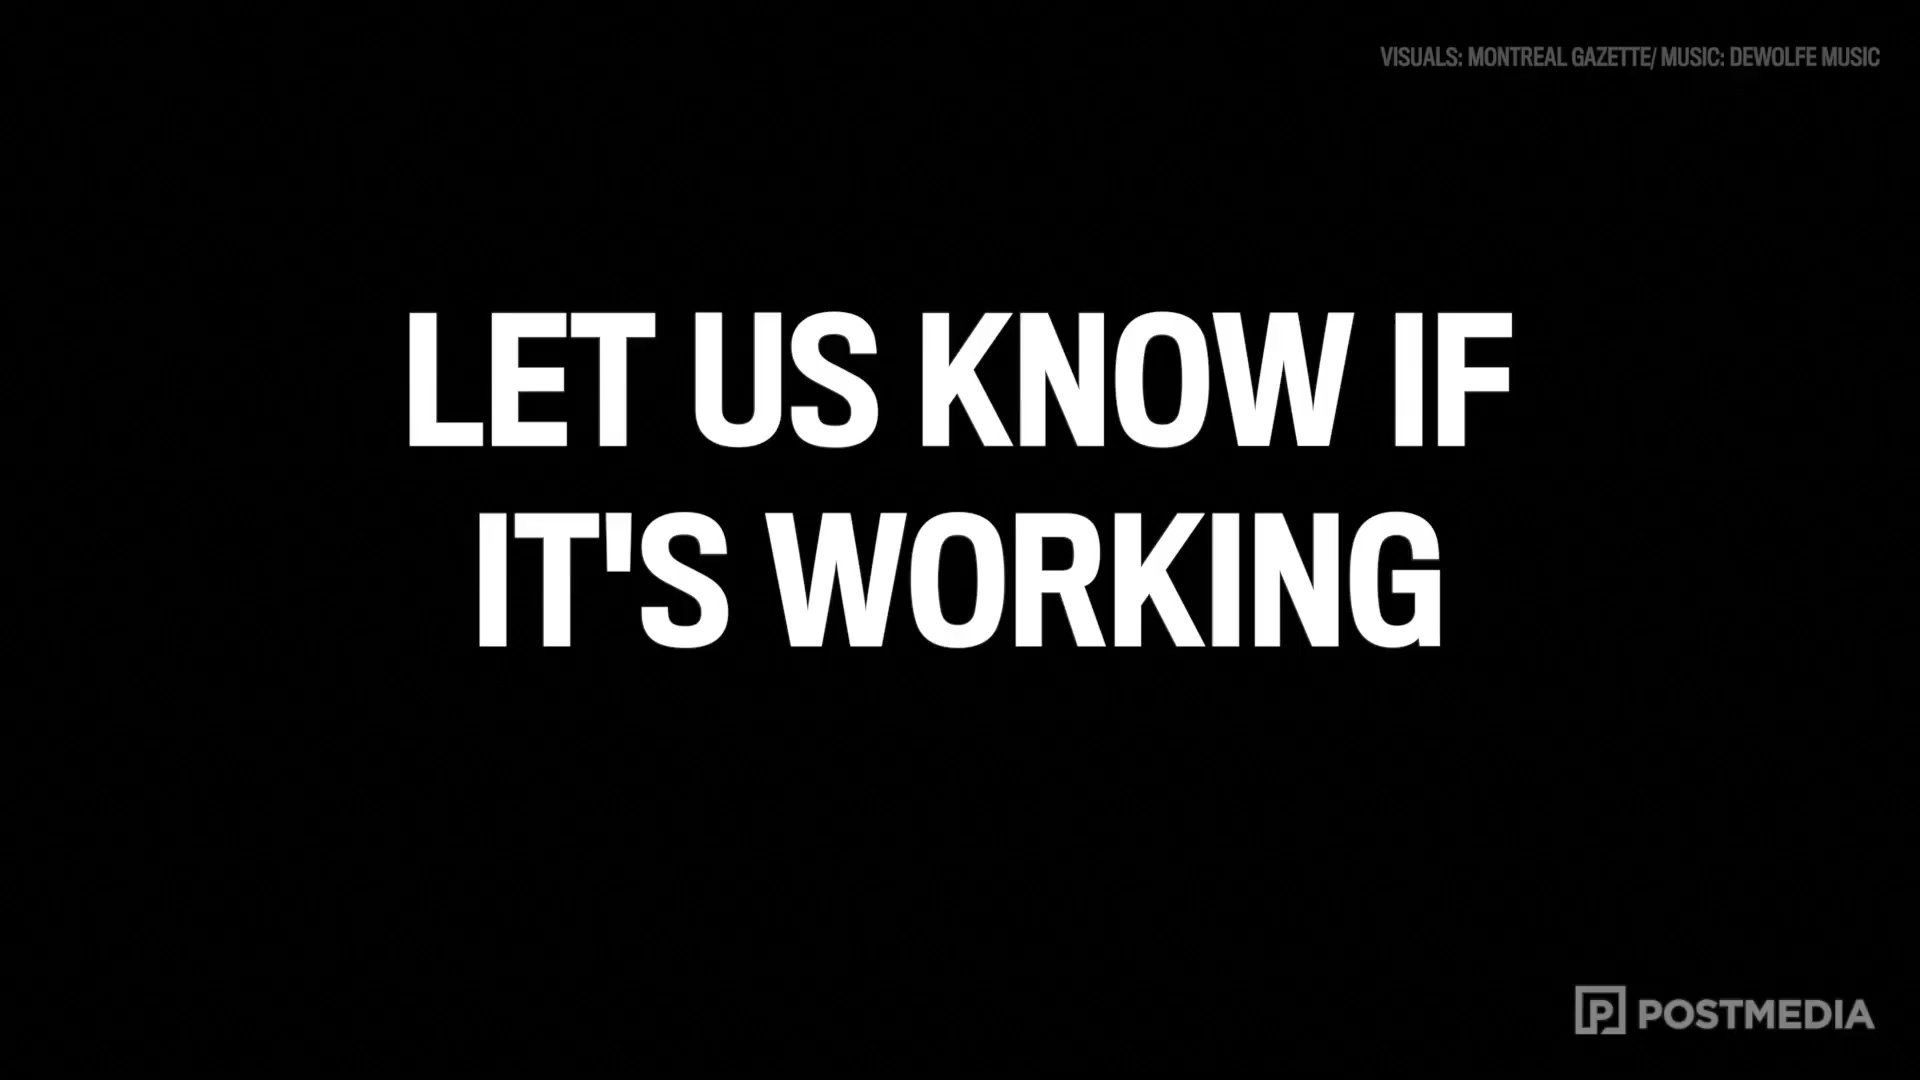 VISUALS: MONTREAL GAZETTE/ MUSIC: DEWOLFE MUSIC
LET US KNOW IF
IT'S WORKING
POSTMEDIA